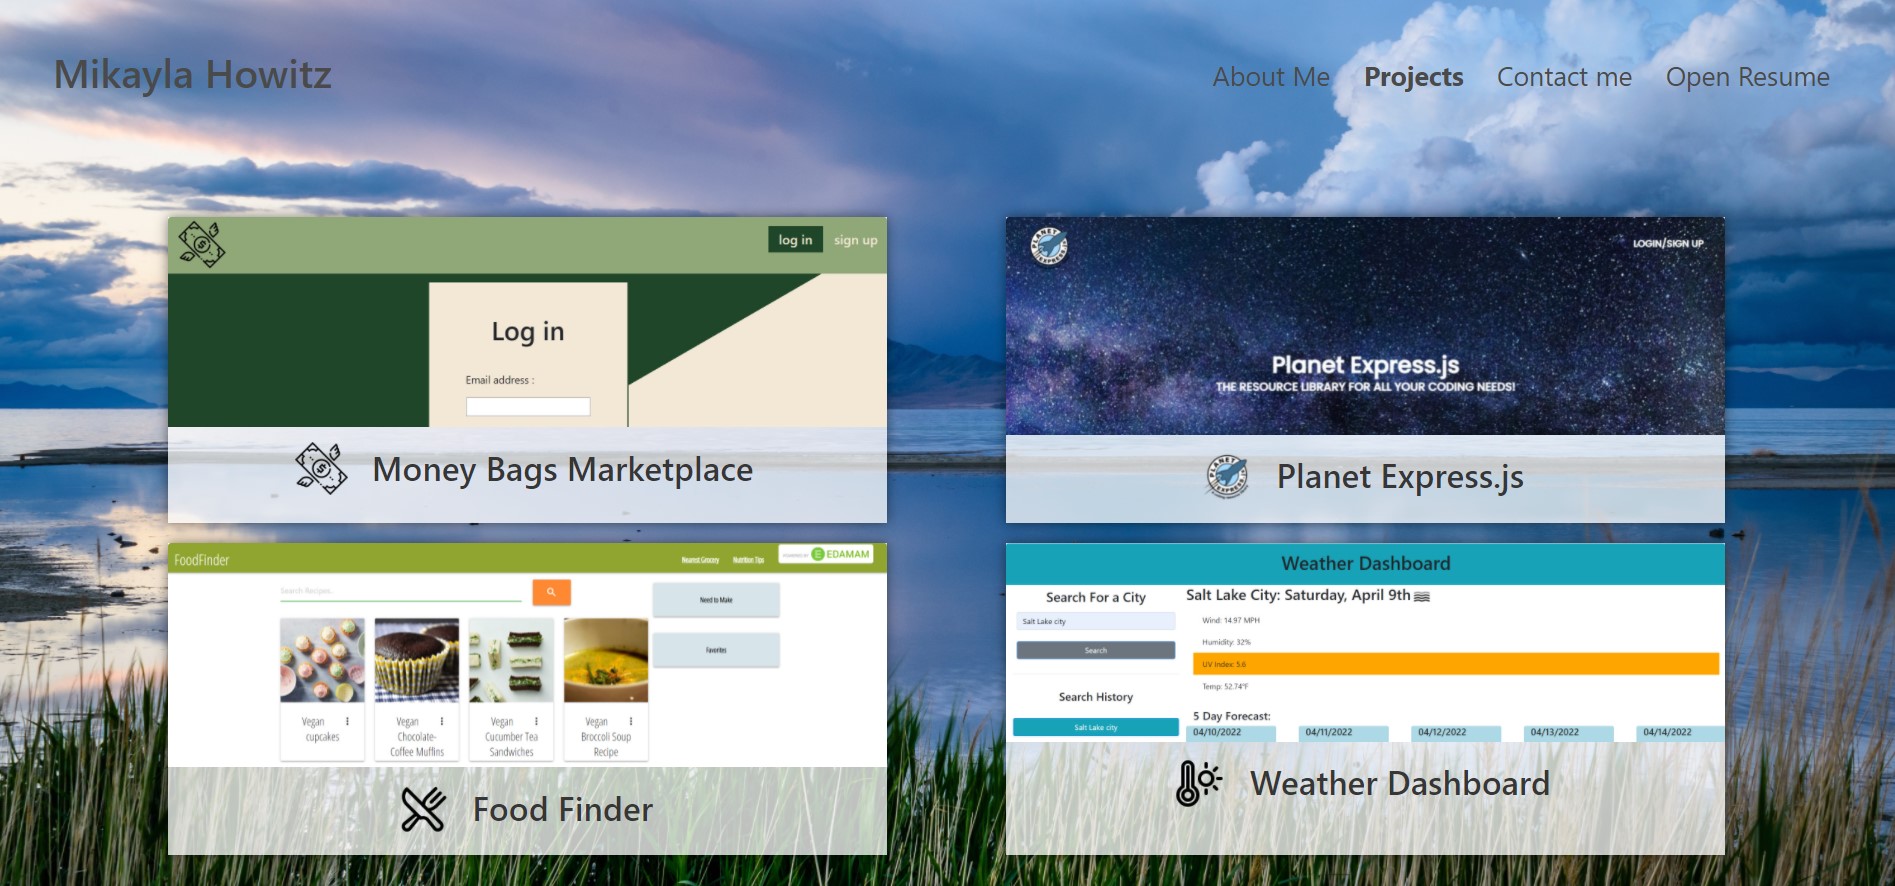 Mikayla Howitz
About Me
Projects
Contact me
Open Resume
log in
sign up
Log in
Email address :
Money Bags Marketplace
PLANET
EXPRESS
LOGIN/SIGN UP
Planet Express.js
THE RESOURCE LIBRARY FOR ALL YOUR CODING NEEDS!
PLANET
EXPRESS
Planet Express.js
FoodFinder
Nearest Grocery
Nutrition Tips
POWERED BY
EDAMAM
Search Recipes..
Need to Make
Favorites
Vegan
cupcakes
Vegan
Chocolate-
Coffee Muffins
Vegan
Cucumber Tea
Sandwiches
Vegan
Broccoli Soup
Recipe
Food Finder
Weather Dashboard
Search For a City
Salt Lake city
Search
Search History
Salt Lake city
Salt Lake City: Saturday, April 9th
Wind: 14.97 MPH
Humidity: 32%
UV Index: 5.6
Temp: 52.74°F
5 Day Forecast:
04/10/2022
04/11/2022
04/12/2022
04/13/2022
04/14/2022
Weather Dashboard